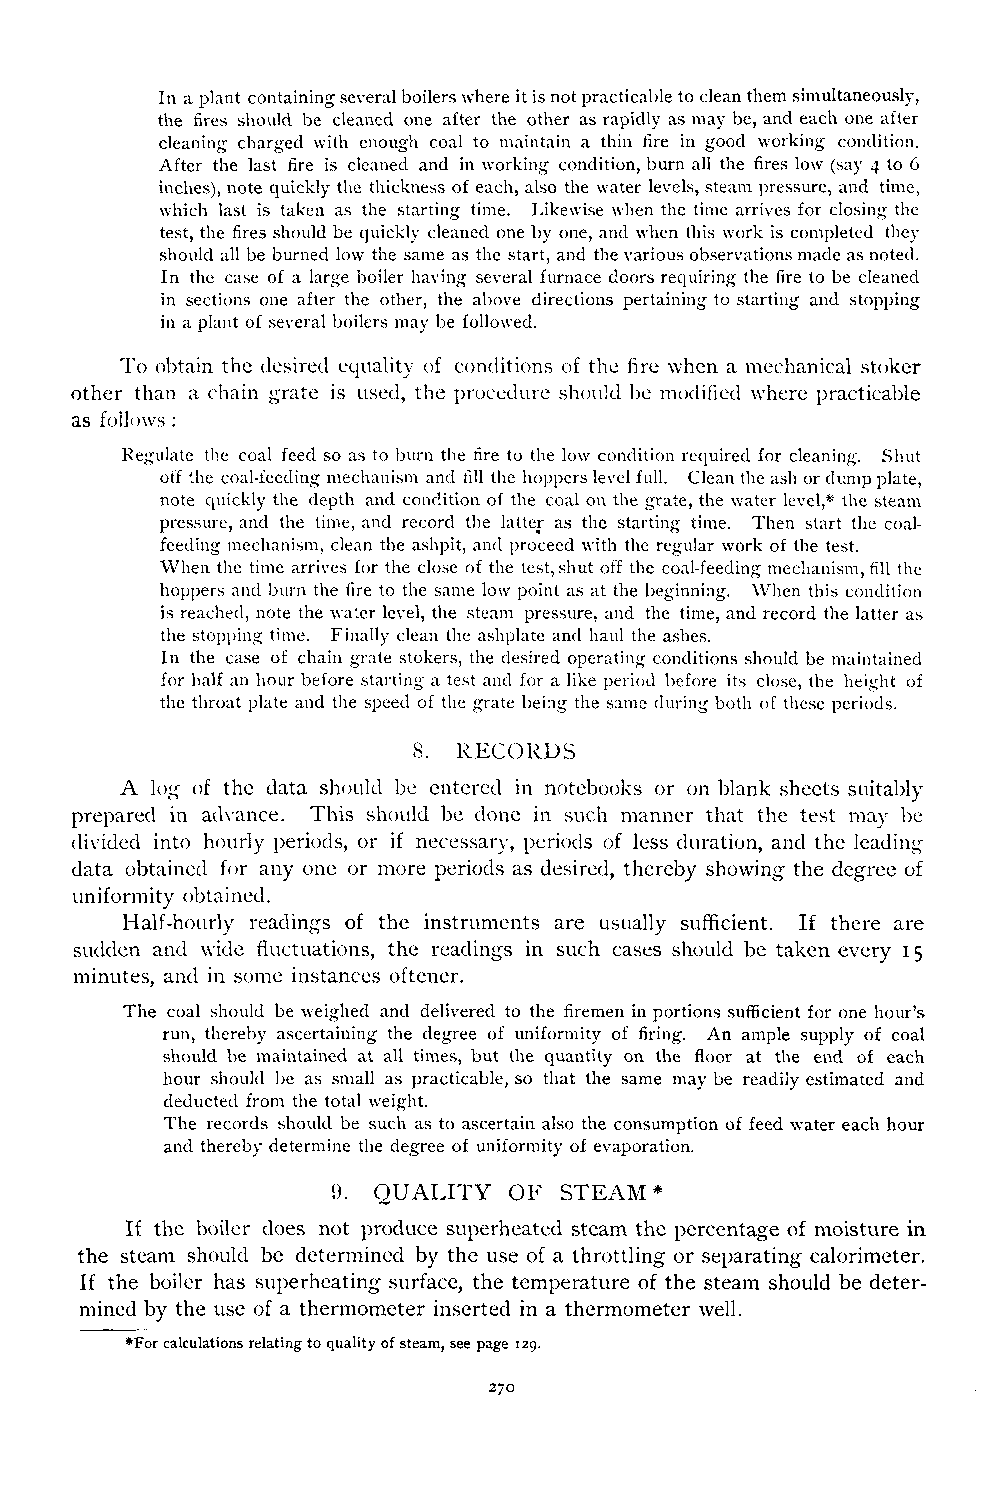 In a plant containing several boilers where it is not practicable to clean them simultaneously,
the fires should be cleaned one after the other as rapidly as may be, and each one after
cleaning charged with enough coal to maintain a thin fire in good working condition.
After the last fire is cleaned and in working condition, burn all the fires low (say 4 to 6
inches), note quickly the thickness of each, also the water levels, steam pressure, and time,
which last is taken as the starting time. Likewise when the time arrives for closing the
test, the fires should be quickly cleaned one by one, and when this work is completed they
should all be burned low the same as the start, and the various observations made as noted.
In the case of a large boiler having several furnace doors requiring the fire to be cleaned
in sections one after the other, the above directions pertaining to starting and stopping
in a plant of several boilers may be followed.
To obtain the desired equality of conditions of the fire when a mechanical stoker
other than a chain grate is used, the procedure should be modified where practicable
as follows:
Regulate the coal feed so as to burn the fire to the low condition required for cleaning. Shut
off the coal-feeding mechanism and fill the hoppers level full. Clean the ash or dump plate,
note quickly the depth and condition of the coal on the grate, the water level,* the steam
pressure, and the time, and record the latter as the starting time. Then start the coal-
feeding mechanism, clean the ashpit, and proceed with the regular work of the test.
When the time arrives for the close of the test, shut off the coal-feeding mechanism, fill the
hoppers and burn the fire to the same low point as at the beginning. When this condition
is reached, note the water level, the steam pressure, and the time, and record the latter as
the stopping time. Finally clean the ashplate and haul the ashes.
In the case of chain grate stokers, the desired operating conditions should be maintained
for half an hour before starting a test and for a like period before its close, the height of
the throat plate and the speed of the grate being the same during both of these periods.
8. RECORDS
A log of the data should be entered in notebooks or on blank sheets suitably
prepared in advance. This should be done in such manner that the test may be
divided into hourly periods, or if necessary, periods of less duration, and the leading
data obtained for any one or more periods as desired, thereby showing the degree of
uniformity obtained.
Half-hourly readings of the instruments are usually sufficient. If there are
sudden and wide fluctuations, the readings in such cases should be taken every 15
minutes, and in some instances oftener.
The coal should be weighed and delivered to the firemen in portions sufficient for one hour's
run, thereby ascertaining the degree of uniformity of firing. An ample supply of coal
should be maintained at all times, but the quantity on the floor at the end of each
hour should be as small as practicable, so that the same may be readily estimated and
deducted from the total weight.
The records should be such as to ascertain also the consumption of feed water each hour
and thereby determine the degree of uniformity of evaporation.
9. QUALITY OF STEAM*
If the boiler does not produce superheated steam the percentage of moisture in
the steam should be determined by the use of a throttling or separating calorimeter.
If the boiler has superheating surface, the temperature of the steam should be deter-
mined by the use of a thermometer inserted in a thermometer well.
*For calculations relating to quality of steam, see page 129.
270